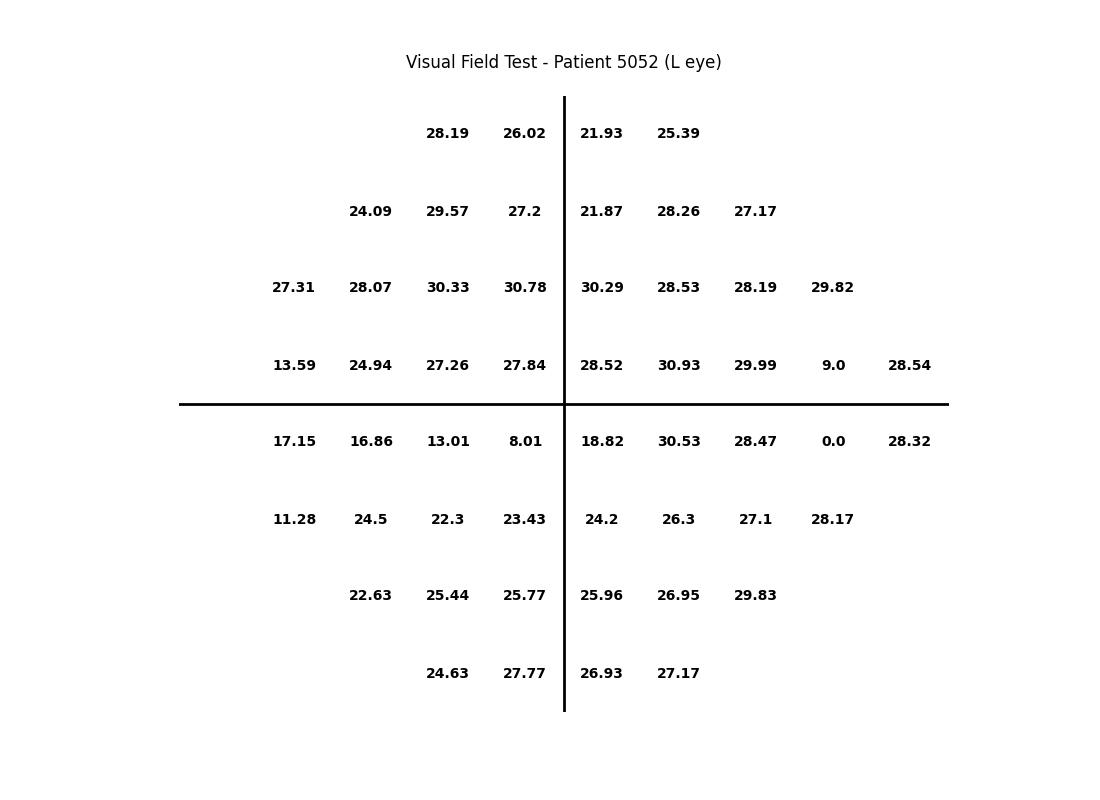 Visual Field Test - Patient 5052 (L eye)
28.19 26.02 21.93 25.39
24.09 29.57 27.2 21.87 28.26 27.17
27.31 28.07 30.33 30.78 30.29 28.53 28.19 29.82
13.59 24.94 27.26 27.84 28.52 30.93 29.99 9.0 28.54
17.15 16.86 13.01 8.01 18.82 30.53 28.47 0.0 28.32
11.28 24.5 22.3 23.43 24.2 26.3 27.1 28.17
22.63 25.44 25.77 25.96 26.95 29.83
24.63 27.77 26.93 27.17